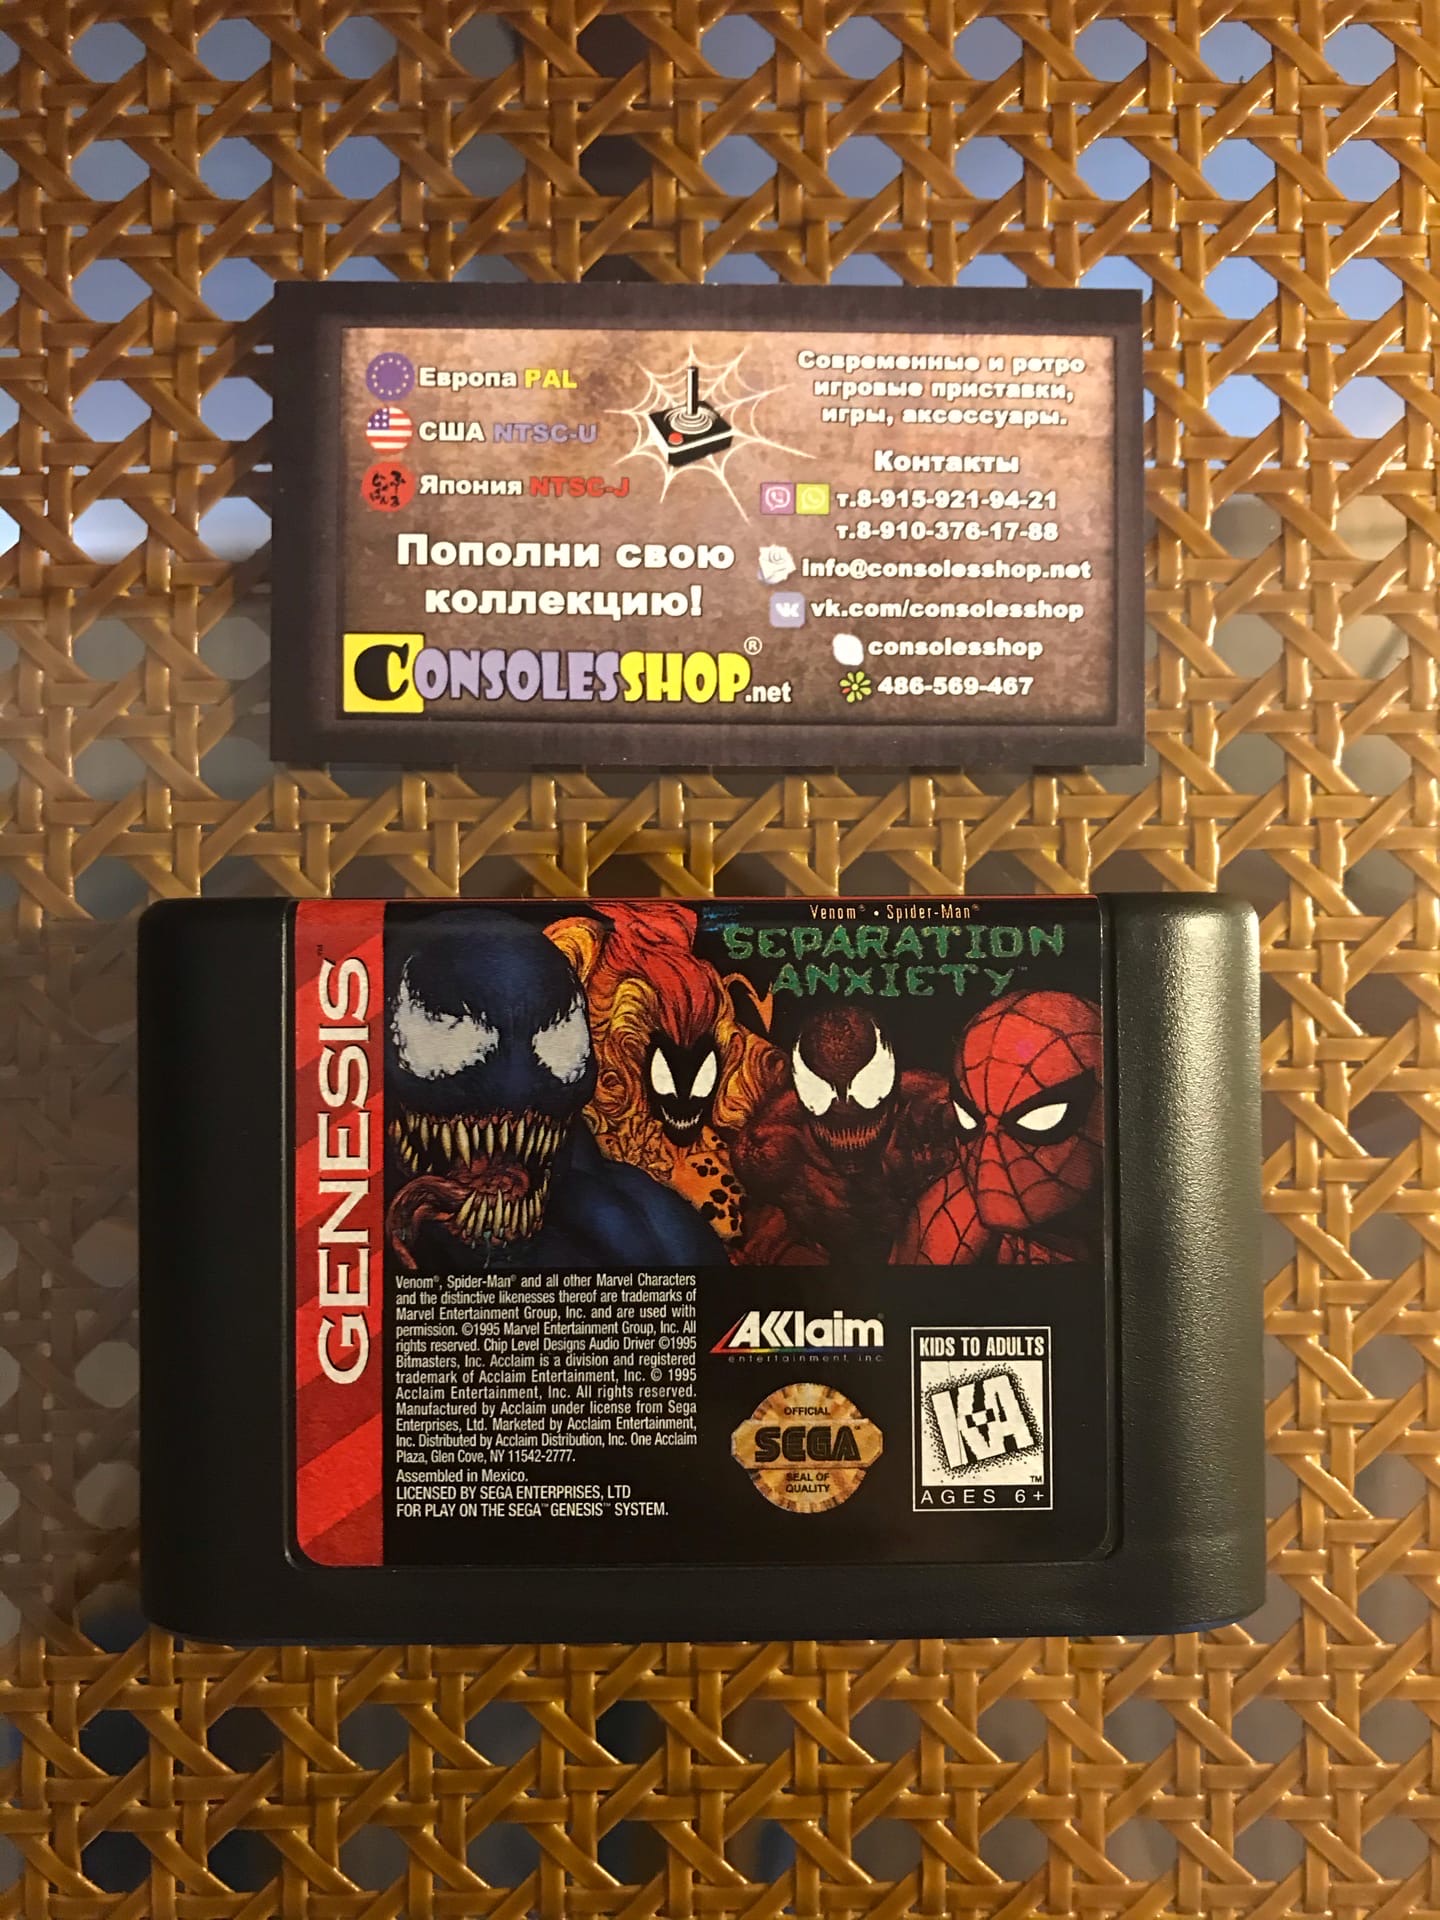 Европа PAL
США NTSC-U
Япония NTSC-J
Пополни свою
коллекцию!
CONSOLESSHOP®.net
Современные и ретро
игровые приставки,
игры, аксессуары.
Контакты
т.8-915-921-94-21
т.8-910-376-17-88
info@consolesshop.net
vk.com/consolesshop
consolesshop
486-569-467
GENESIS™
Venom® • Spider-Man®
SEPARATION
ANXIETY™
Venom®, Spider-Man® and all other Marvel Characters
and the distinctive likenesses thereof are trademarks of
Marvel Entertainment Group, Inc. and are used with
permission. ©1995 Marvel Entertainment Group, Inc. All
rights reserved. Chip Level Designs Audio Driver ©1995
Bitmasters, Inc. Acclaim is a division and registered
trademark of Acclaim Entertainment, Inc. © 1995
Acclaim Entertainment, Inc. All rights reserved.
Manufactured by Acclaim under license from Sega
Enterprises, Ltd. Marketed by Acclaim Entertainment,
Inc. Distributed by Acclaim Distribution, Inc. One Acclaim
Plaza, Glen Cove, NY 11542-2777.
Assembled in Mexico.
LICENSED BY SEGA ENTERPRISES, LTD
FOR PLAY ON THE SEGA™ GENESIS™ SYSTEM.
AKKlaim®
entertainment, inc.
OFFICIAL
SEGA™
SEAL OF
QUALITY
KIDS TO ADULTS
K-A
™
AGES 6+